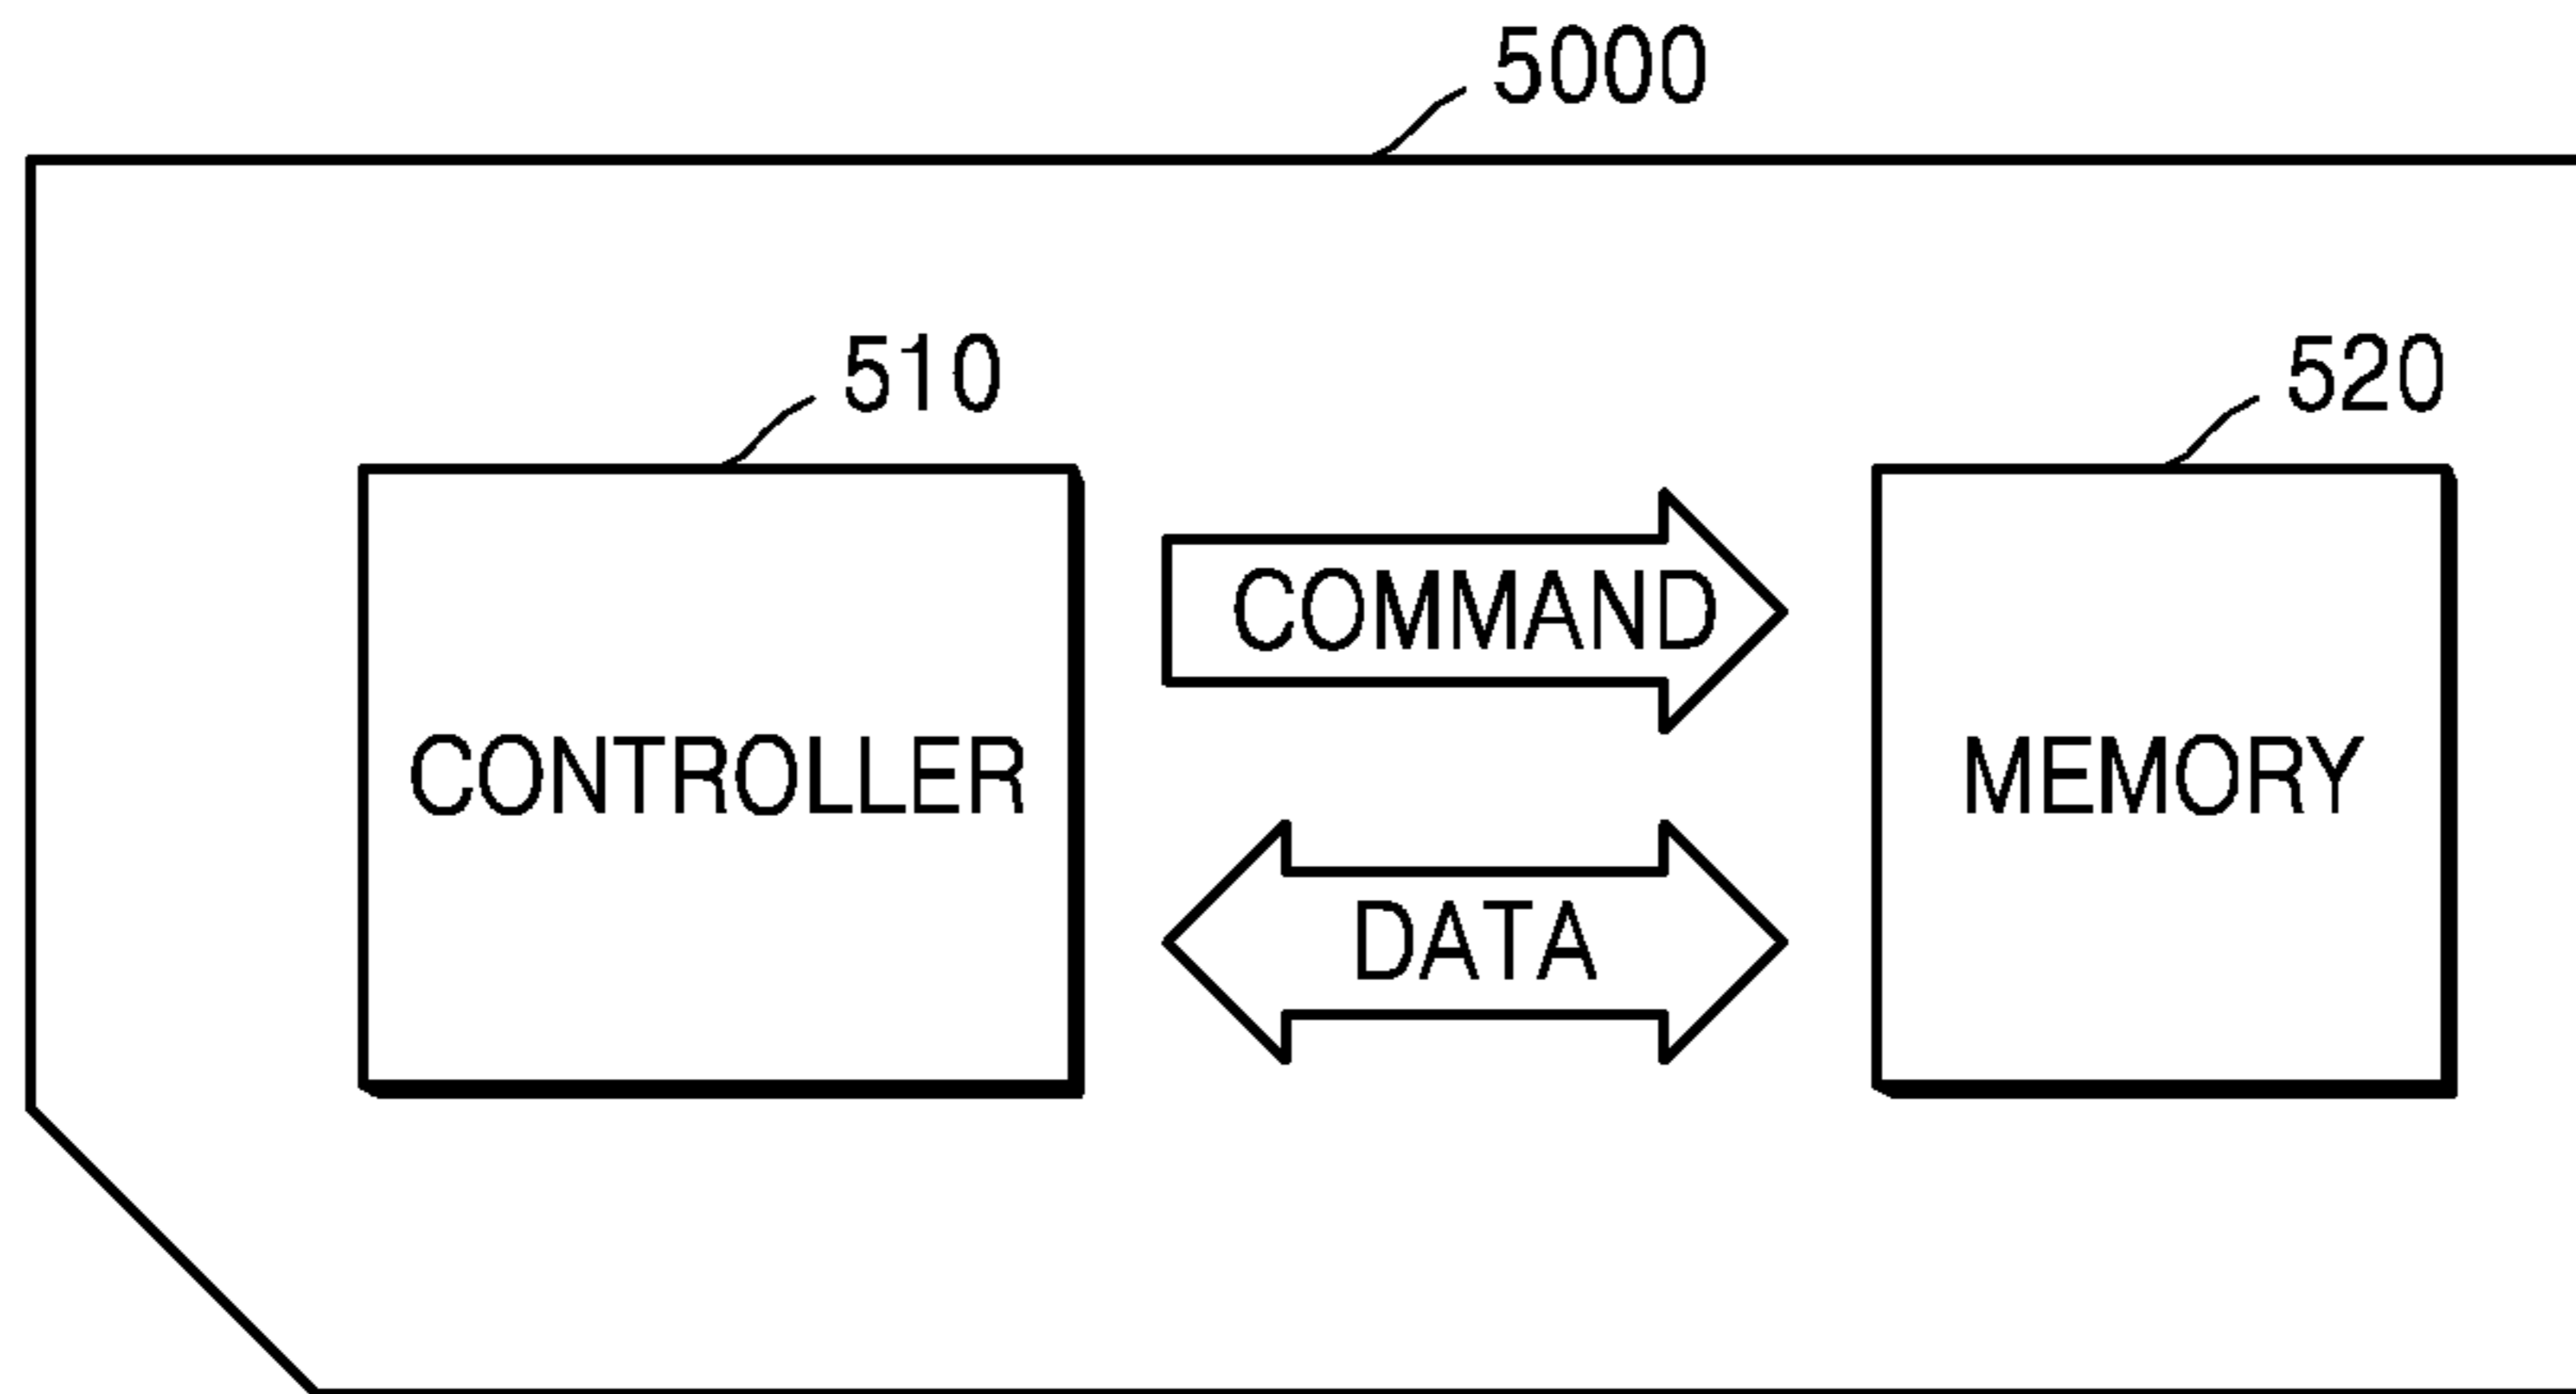 5000
510
520
COMMAND
CONTROLLER
MEMORY
DATA